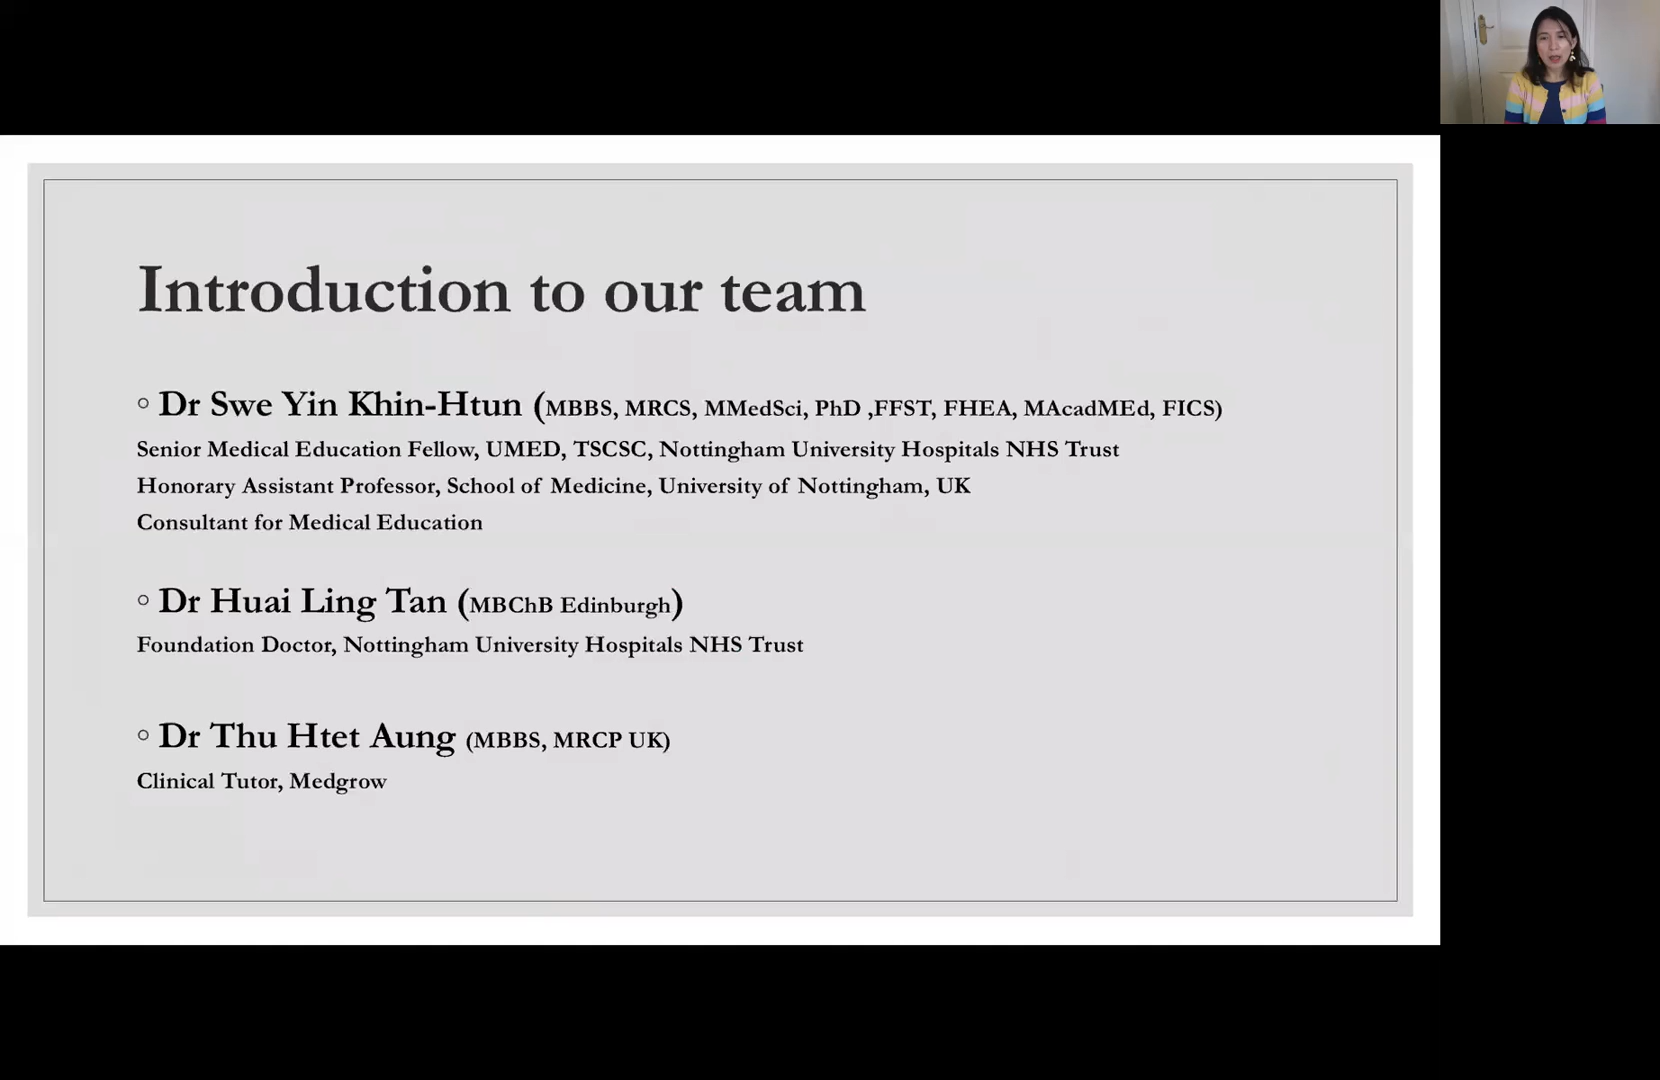 Introduction to our team
Dr Swe Yin Khin-Htun (MBBS, MRCS, MMedSci, PhD ,FFST, FHEA, MAcadMEd, FICS)
Senior Medical Education Fellow, UMED, TSCSC, Nottingham University Hospitals NHS Trust
Honorary Assistant Professor, School of Medicine, University of Nottingham, UK
Consultant for Medical Education
Dr Huai Ling Tan (MBChB Edinburgh)
Foundation Doctor, Nottingham University Hospitals NHS Trust
Dr Thu Htet Aung (MBBS, MRCP UK)
Clinical Tutor, Medgrow